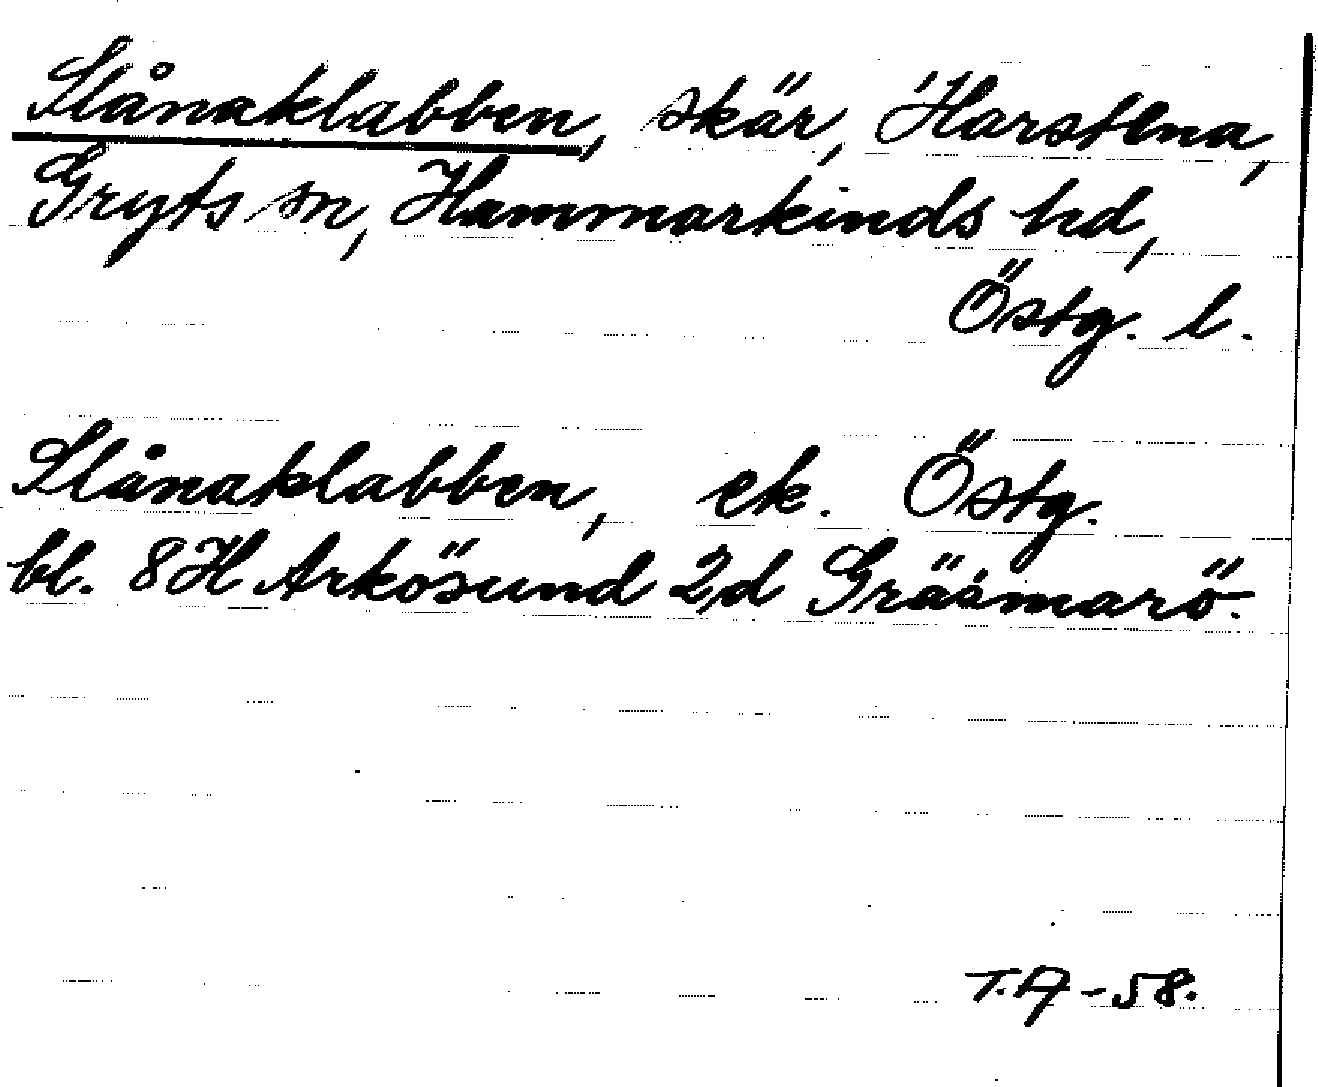 Slånaklabben, skär, Harstena,
Gryts sn, Hammarkinds hd,
Östg. l.
Slånaklabben, ek. Östg.
bl. 8H Arkösund 2d Gräsmarö.
T.A-58.